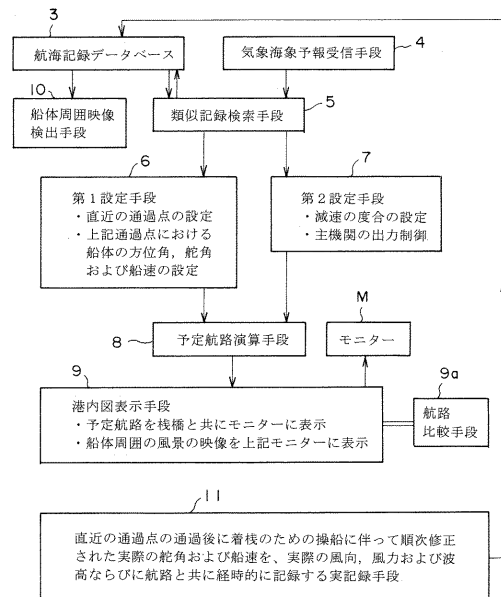 3
航海記録データベース
4
気象海象予報受信手段
10
船体周囲映像
検出手段
5
類似記録検索手段
6
第1設定手段
・直近の通過点の設定
・上記通過点における
船体の方位角，舵角
および船速の設定
7
第2設定手段
・減速の度合の設定
・主機関の出力制御
8
予定航路演算手段
M
モニター
9
港内図表示手段
・予定航路を桟橋と共にモニターに表示
・船体周囲の風景の映像を上記モニターに表示
9a
航路
比較手段
11
直近の通過点の通過後に着桟のための操船に伴って順次修正
された実際の舵角および船速を、実際の風向，風力および波
高ならびに航路と共に経時的に記録する実記録手段